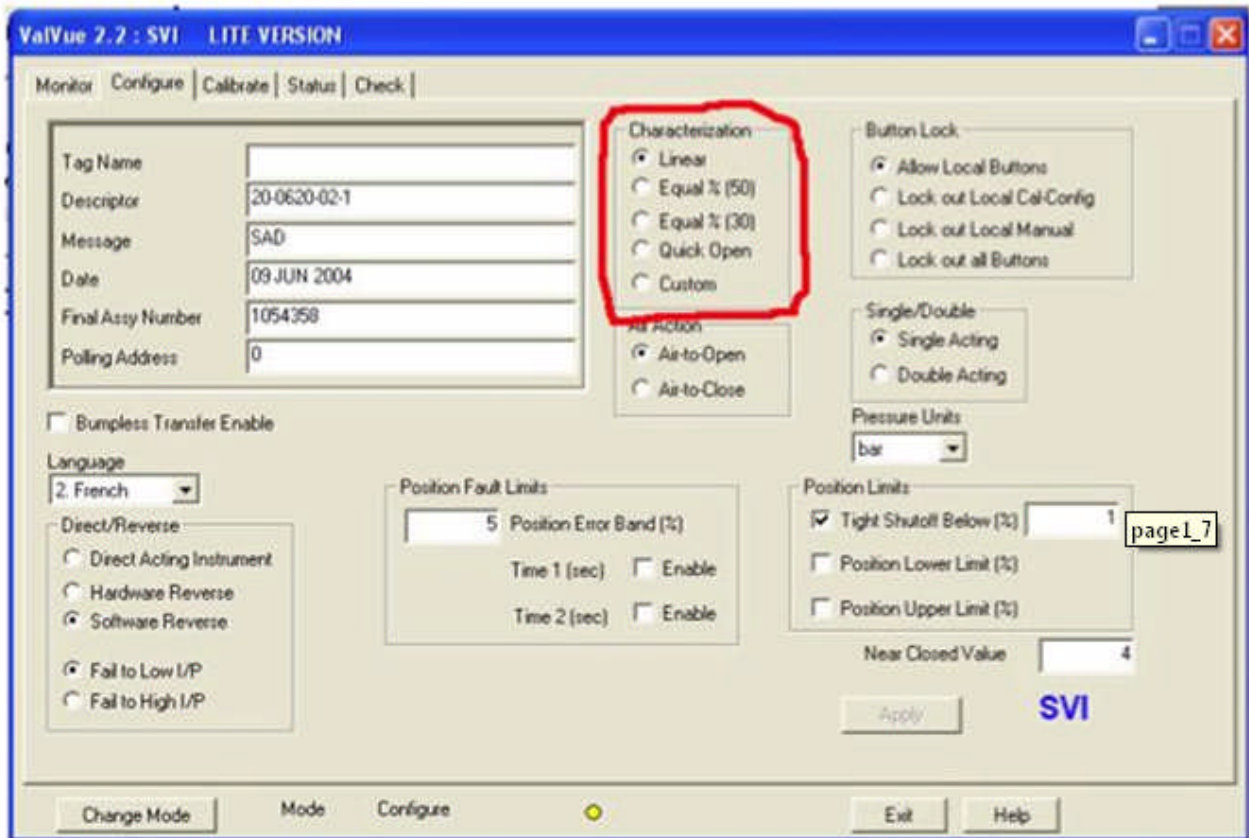 ValVue 2.2 : SVI LITE VERSION
Monitor Configure Calibrate Status Check
Tag Name
Descriptor 20-0620-02-1
Message SAD
Date 09 JUN 2004
Final Assy Number 1054358
Polling Address 0
Characterization
Linear
Equal % (50)
Equal % (30)
Quick Open
Custom
Button Lock
Allow Local Buttons
Lock out Local Cal-Config
Lock out Local Manual
Lock out all Buttons
Air Action
Air-to-Open
Air-to-Close
Single/Double
Single Acting
Double Acting
Pressure Units
bar
Bumpless Transfer Enable
Language
2. French
Direct/Reverse
Direct Acting Instrument
Hardware Reverse
Software Reverse
Fail to Low I/P
Fail to High I/P
Position Fault Limits
5 Position Error Band (%)
Time 1 (sec) Enable
Time 2 (sec) Enable
Position Limits
Tight Shutoff Below (%) 1
page1_7
Position Lower Limit (%)
Position Upper Limit (%)
Near Closed Value 4
Apply SVI
Change Mode Mode Configure Exit Help